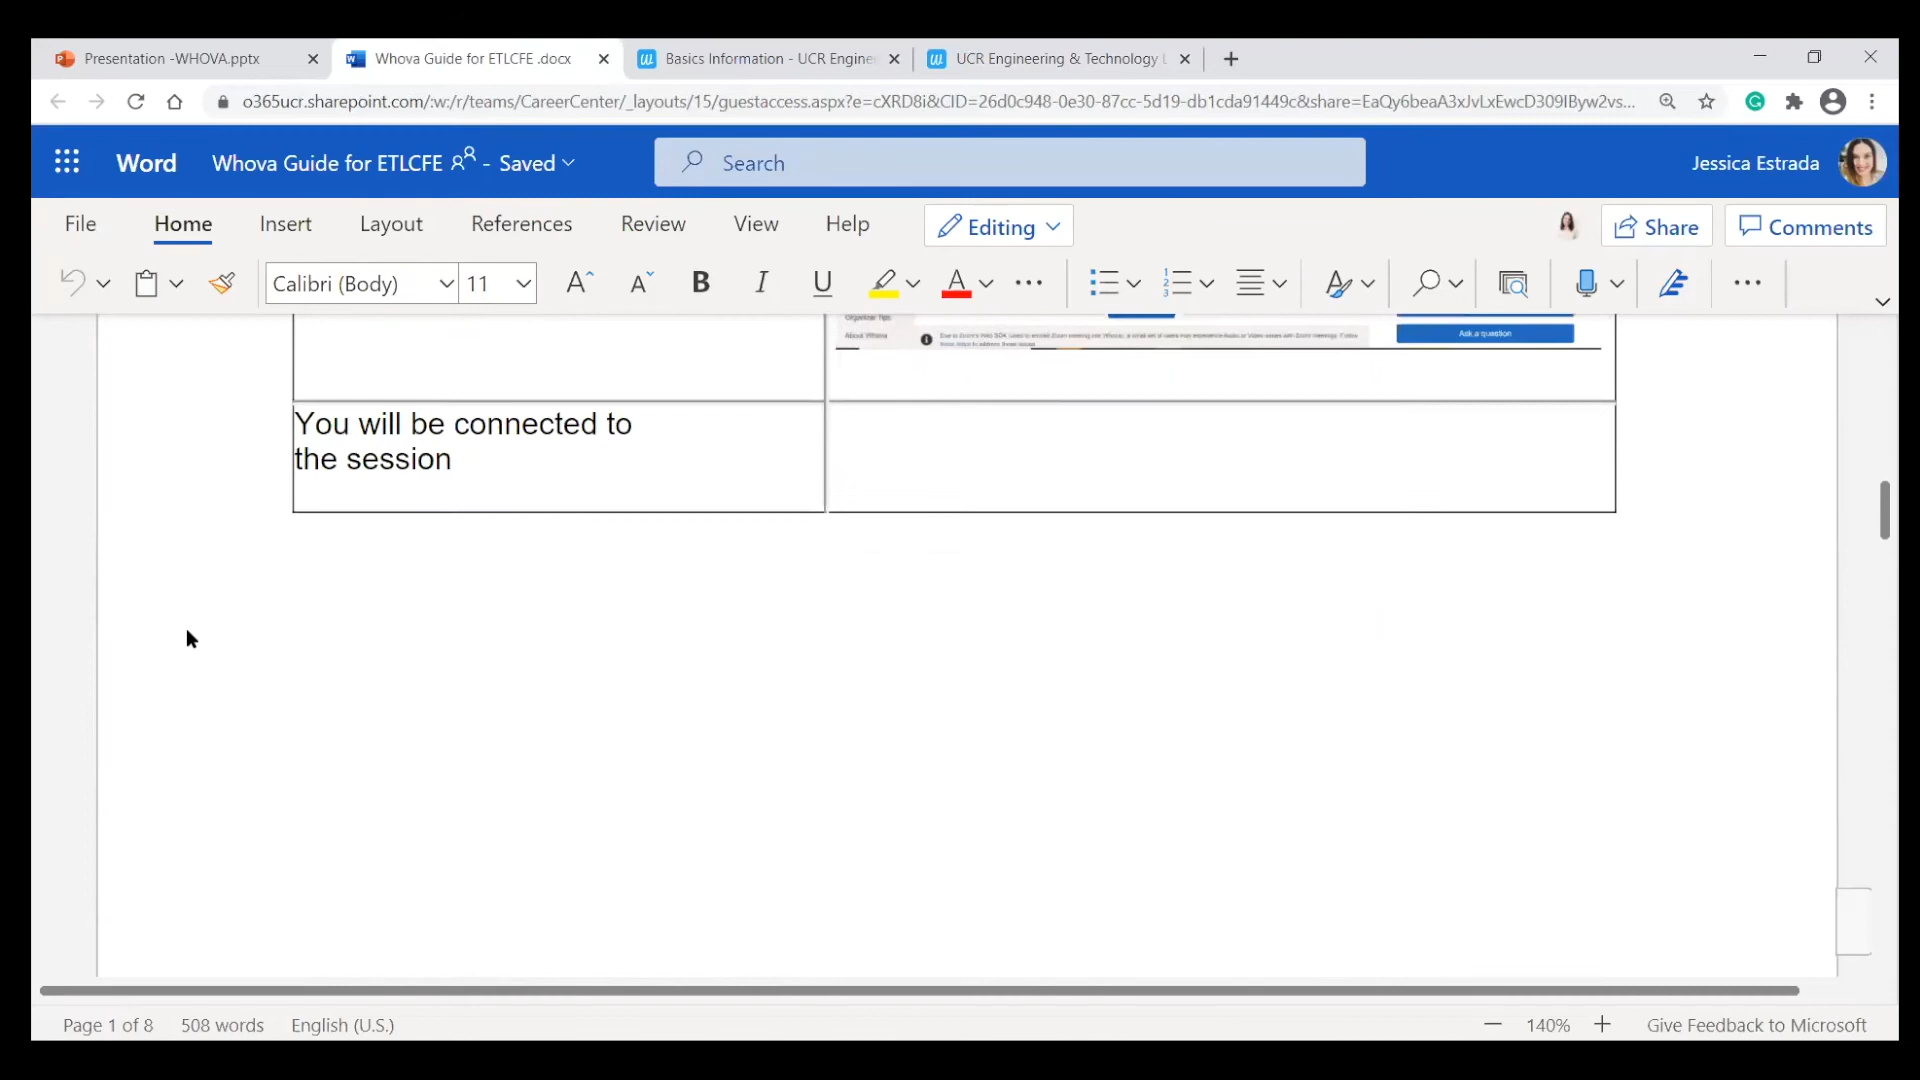 Presentation -WHOVA.pptx
Whova Guide for ETLCFE .docx
Basics Information - UCR Engine
UCR Engineering & Technology
o365ucr.sharepoint.com/:w:/r/teams/CareerCenter/_layouts/15/guestaccess.aspx?e=cXRD8i&CID=26d0c948-0e30-87cc-5d19-db1cda91449c&share=EaQy6beaA3xJvLxEwcD309IByw2vs...
Word
Whova Guide for ETLCFE - Saved
Search
Jessica Estrada
File Home Insert Layout References Review View Help
Editing
Share
Comments
Calibri (Body)
11
Organizer Tips
About Whova
Ask a question
You will be connected to
the session
Page 1 of 8
508 words
English (U.S.)
140%
Give Feedback to Microsoft